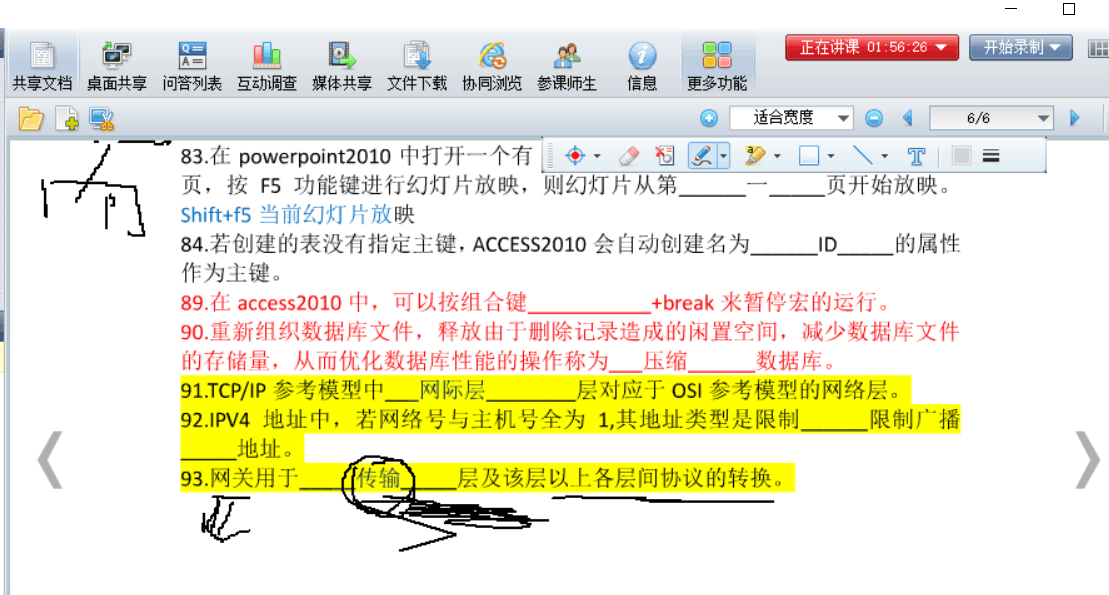 正在讲课 01:56:26
开始录制
共享文档 桌面共享 问答列表 互动调查 媒体共享 文件下载 协同浏览 参课师生 信息 更多功能
适合宽度 6/6
83.在 powerpoint2010 中打开一个有
页，按 F5 功能键进行幻灯片放映，则幻灯片从第______一_____页开始放映。
Shift+f5 当前幻灯片放映
84.若创建的表没有指定主键，ACCESS2010 会自动创建名为______ID_____的属性
作为主键。
89.在 access2010 中，可以按组合键___________+break 来暂停宏的运行。
90.重新组织数据库文件，释放由于删除记录造成的闲置空间，减少数据库文件
的存储量，从而优化数据库性能的操作称为___压缩______数据库。
91.TCP/IP 参考模型中___网际层________层对应于 OSI 参考模型的网络层。
92.IPV4 地址中，若网络号与主机号全为 1,其地址类型是限制______限制广播
_____地址。
93.网关用于_____传输_____层及该层以上各层间协议的转换。